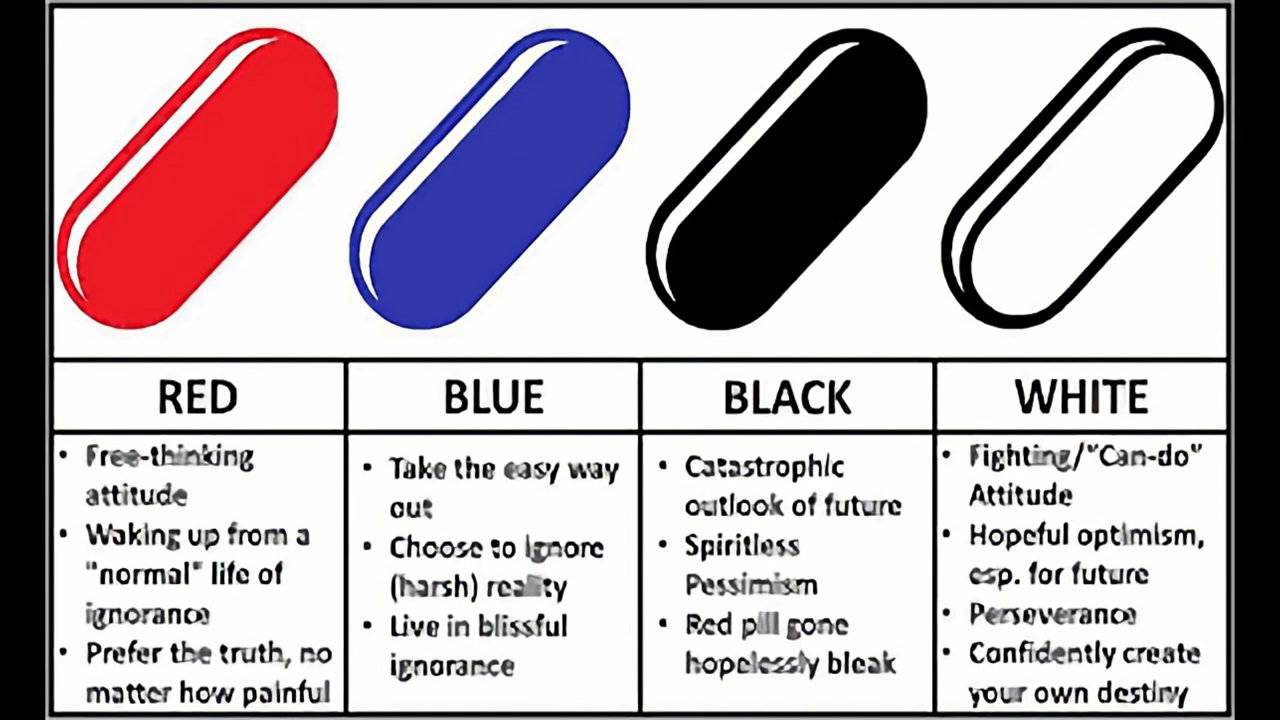 RED
BLUE
BLACK
WHITE
• Free-thinking
attitude
• Waking up from a
"normal" life of
ignorance
• Prefer the truth, no
matter how painful
• Take the easy way
out
• Choose to ignore
(harsh) reality
• Live in blissful
ignorance
• Catastrophic
outlook of future
• Spiritless
Pessimism
• Red pill gone
hopelessly bleak
• Fighting/"Can-do"
Attitude
• Hopeful optimism,
esp. for future
• Perseverance
• Confidently create
your own destiny